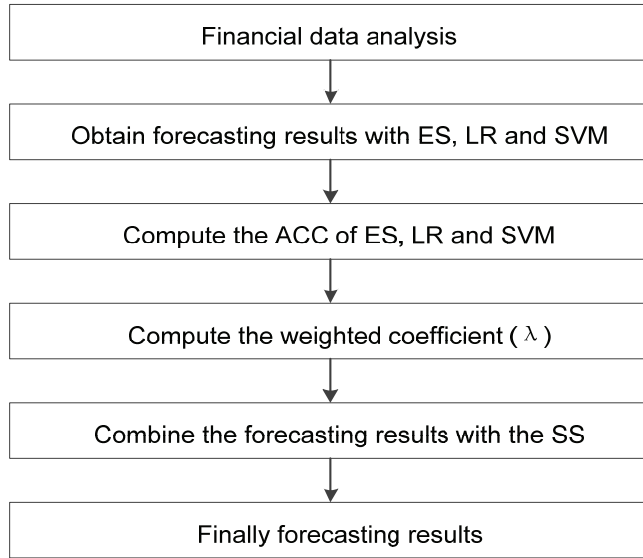 Financial data analysis
Obtain forecasting results with ES, LR and SVM
Compute the ACC of ES, LR and SVM
Compute the weighted coefficient (λ)
Combine the forecasting results with the SS
Finally forecasting results